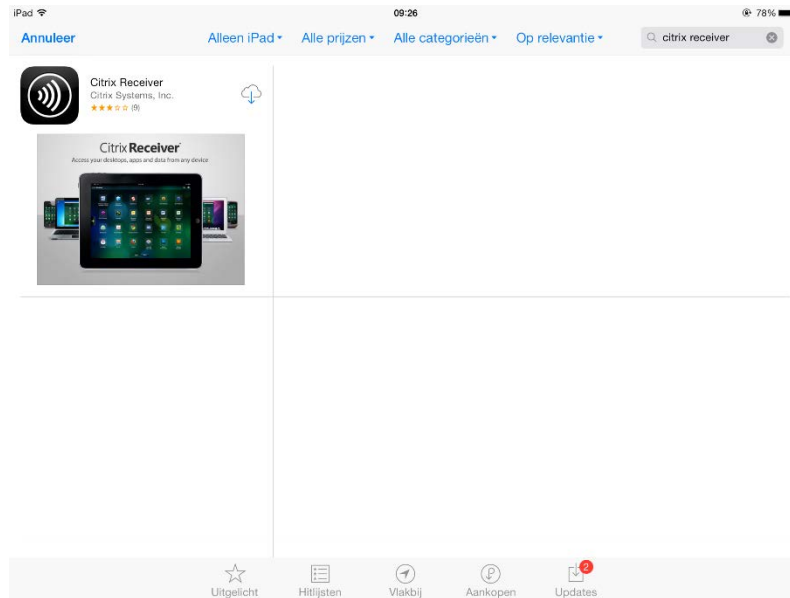 iPad 09:26 78%
Annuleer Alleen iPad Alle prijzen Alle categorieën Op relevantie citrix receiver
Citrix Receiver
Citrix Systems, Inc.
(9)
Citrix Receiver
Access your desktops, apps and data from any device
2
Uitgelicht Hitlijsten Vlakbij Aankopen Updates